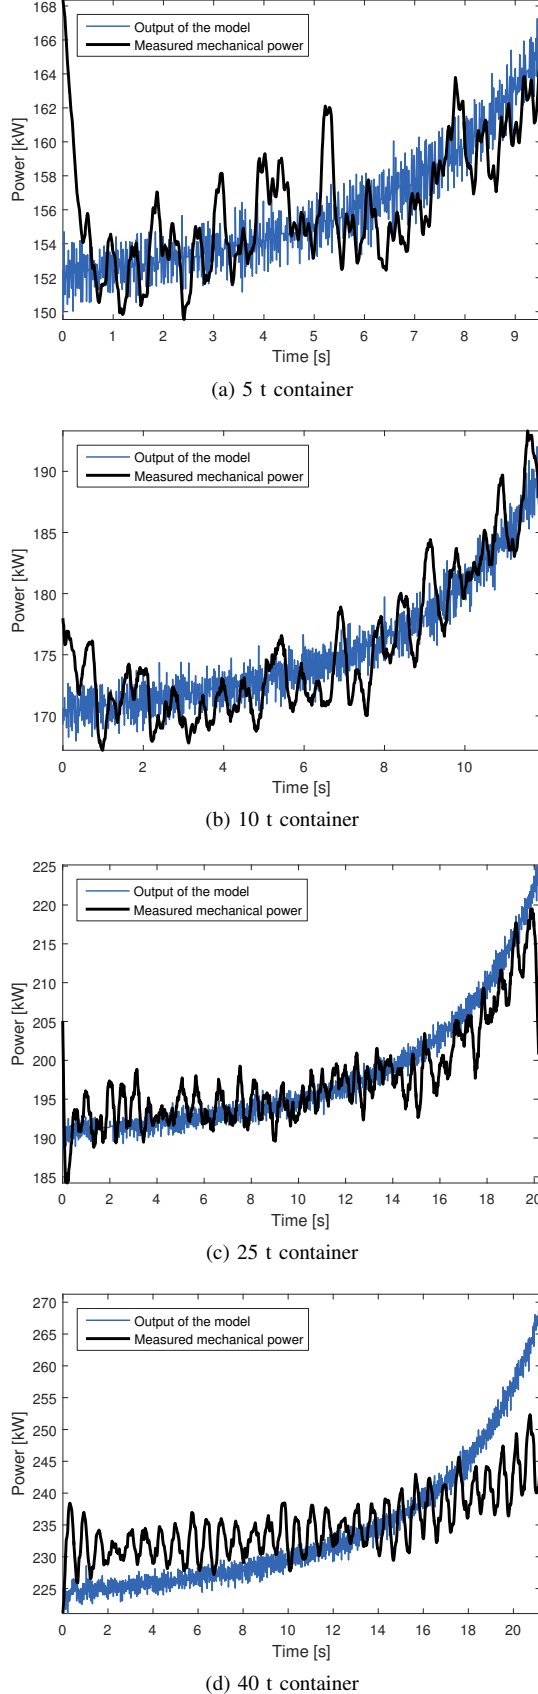 168
166
164
162
160
158
156
154
152
150
Power [kW]
Output of the model
Measured mechanical power
0 1 2 3 4 5 6 7 8 9
Time [s]
(a) 5 t container
190
185
180
175
170
Power [kW]
Output of the model
Measured mechanical power
0 2 4 6 8 10
Time [s]
(b) 10 t container
225
220
215
210
205
200
195
190
185
Power [kW]
Output of the model
Measured mechanical power
0 2 4 6 8 10 12 14 16 18 20
Time [s]
(c) 25 t container
270
265
260
255
250
245
240
235
230
225
Power [kW]
Output of the model
Measured mechanical power
0 2 4 6 8 10 12 14 16 18 20
Time [s]
(d) 40 t container